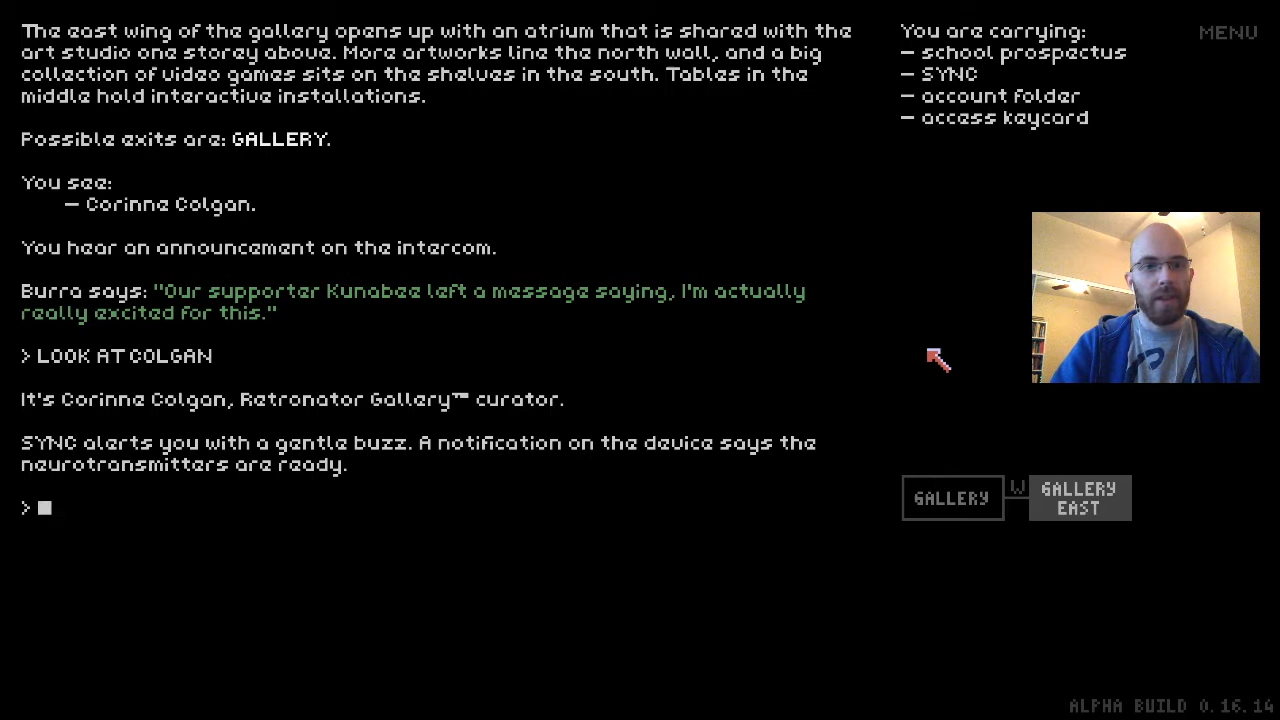 The east wing of the gallery opens up with an atrium that is shared with the
art studio one storey above. More artworks line the north wall, and a big
collection of video games sits on the shelves in the south. Tables in the
middle hold interactive installations.
Possible exits are: GALLERY.
You see:
– Corinne Colgan.
You hear an announcement on the intercom.
Burra says: "Our supporter Kunabee left a message saying, I'm actually
really excited for this."
> LOOK AT COLGAN
It's Corinne Colgan, Retronator Gallery™ curator.
SYNC alerts you with a gentle buzz. A notification on the device says the
neurotransmitters are ready.
>
You are carrying:
– school prospectus
– SYNC
– account folder
– access keycard
MENU
GALLERY W GALLERY
EAST
ALPHA BUILD 0.16.14